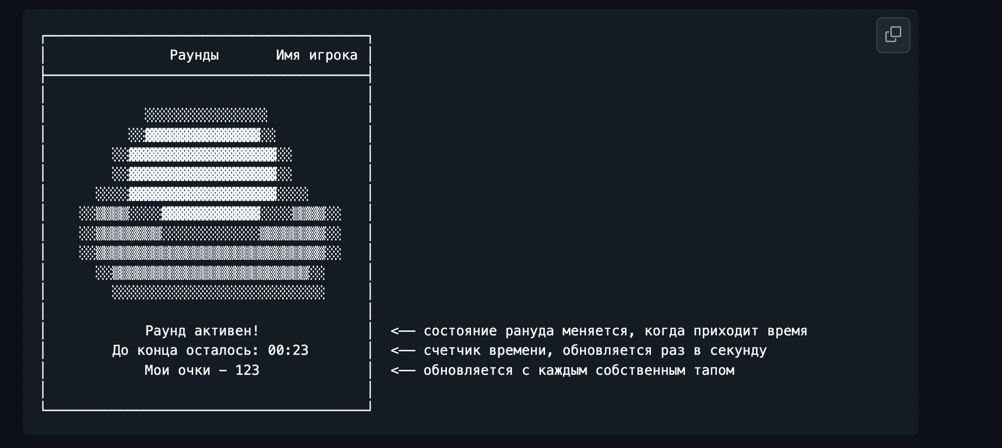 Раунды Имя игрока
Раунд активен! <── состояние рануда меняется, когда приходит время
До конца осталось: 00:23 <── счетчик времени, обновляется раз в секунду
Мои очки - 123 <── обновляется с каждым собственным тапом